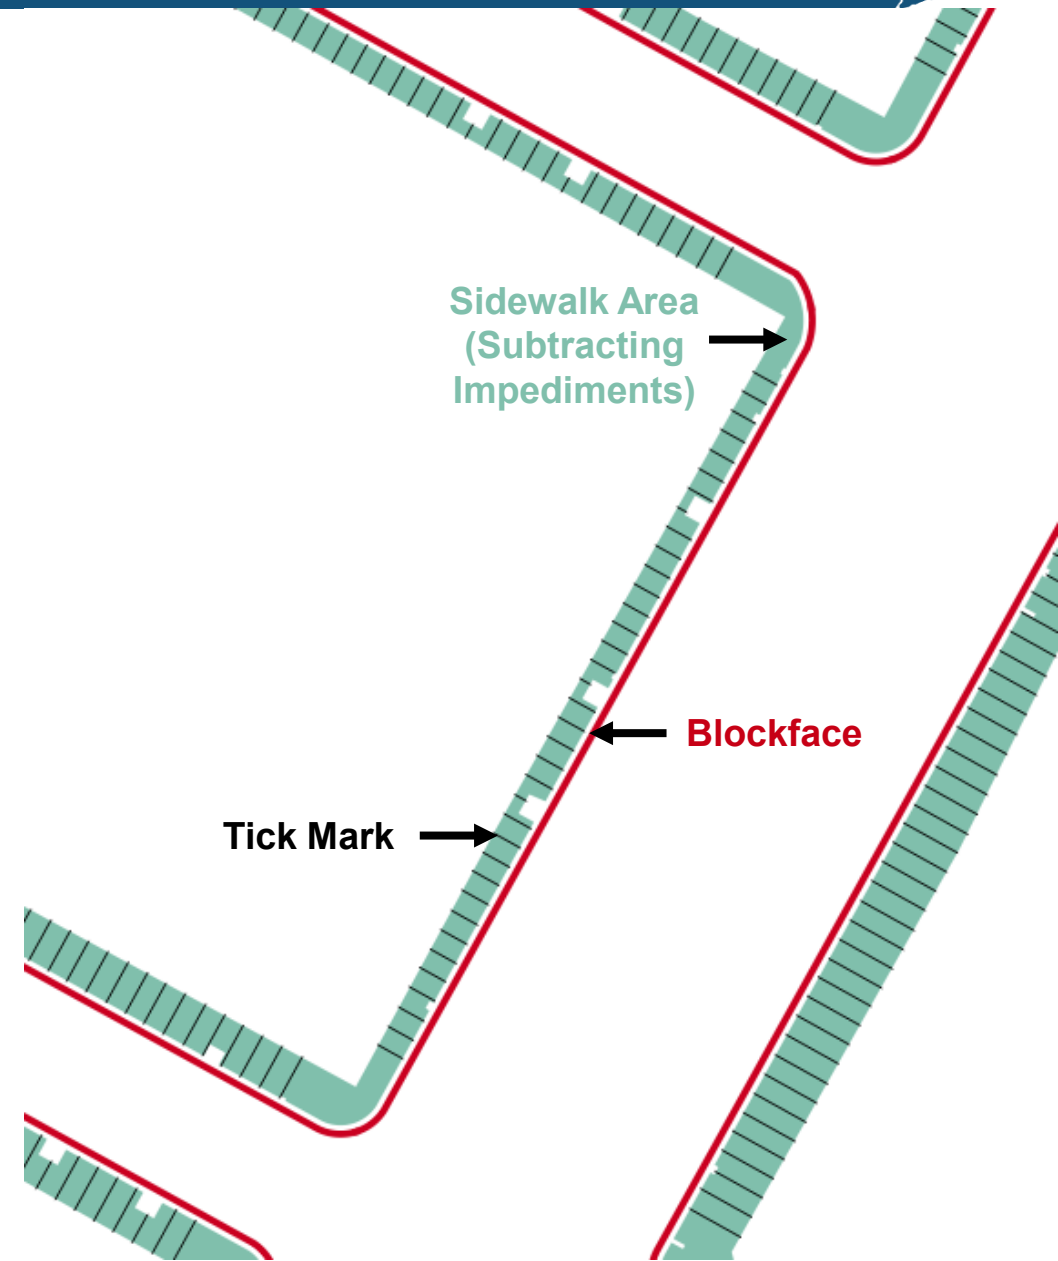 Sidewalk Area
(Subtracting
Impediments)
Blockface
Tick Mark